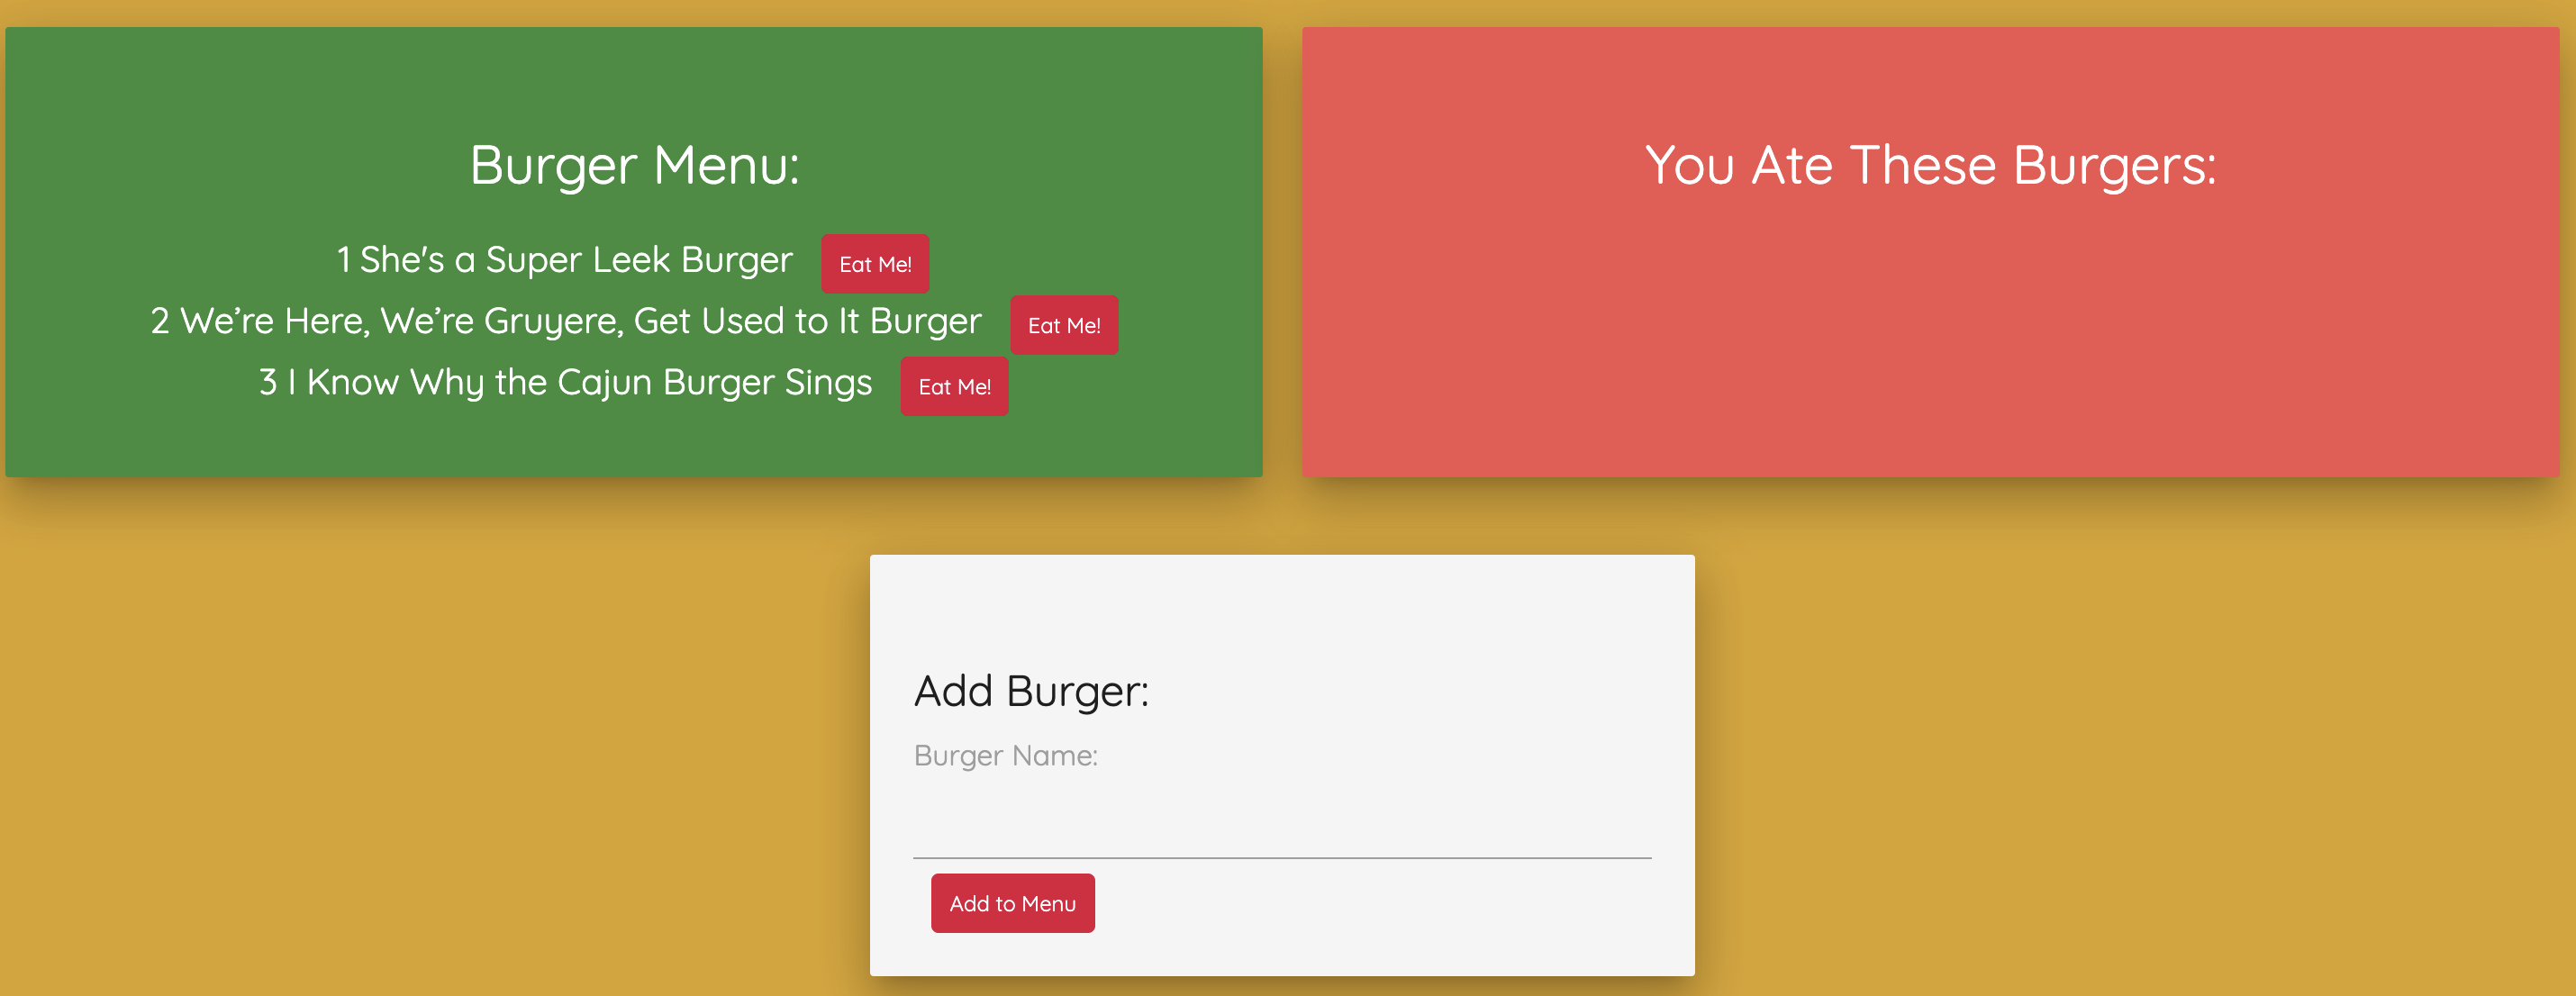 Burger Menu:
1 She's a Super Leek Burger Eat Me!
2 We’re Here, We’re Gruyere, Get Used to It Burger Eat Me!
3 I Know Why the Cajun Burger Sings Eat Me!
You Ate These Burgers:
Add Burger:
Burger Name:
Add to Menu